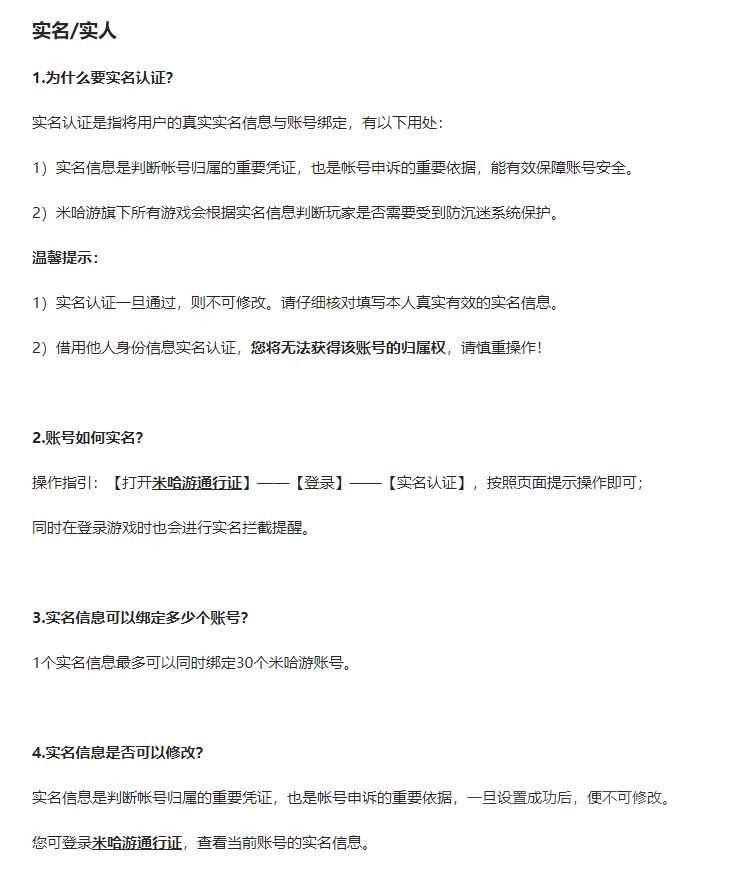 实名/实人
1.为什么要实名认证？
实名认证是指将用户的真实实名信息与账号绑定，有以下用处：
1）实名信息是判断帐号归属的重要凭证，也是帐号申诉的重要依据，能有效保障账号安全。
2）米哈游旗下所有游戏会根据实名信息判断玩家是否需要受到防沉迷系统保护。
温馨提示：
1）实名认证一旦通过，则不可修改。请仔细核对填写本人真实有效的实名信息。
2）借用他人身份信息实名认证，您将无法获得该账号的归属权，请慎重操作！
2.账号如何实名？
操作指引：【打开米哈游通行证】——【登录】——【实名认证】，按照页面提示操作即可；
同时在登录游戏时也会进行实名拦截提醒。
3.实名信息可以绑定多少个账号？
1个实名信息最多可以同时绑定30个米哈游账号。
4.实名信息是否可以修改？
实名信息是判断帐号归属的重要凭证，也是帐号申诉的重要依据，一旦设置成功后，便不可修改。
您可登录米哈游通行证，查看当前账号的实名信息。